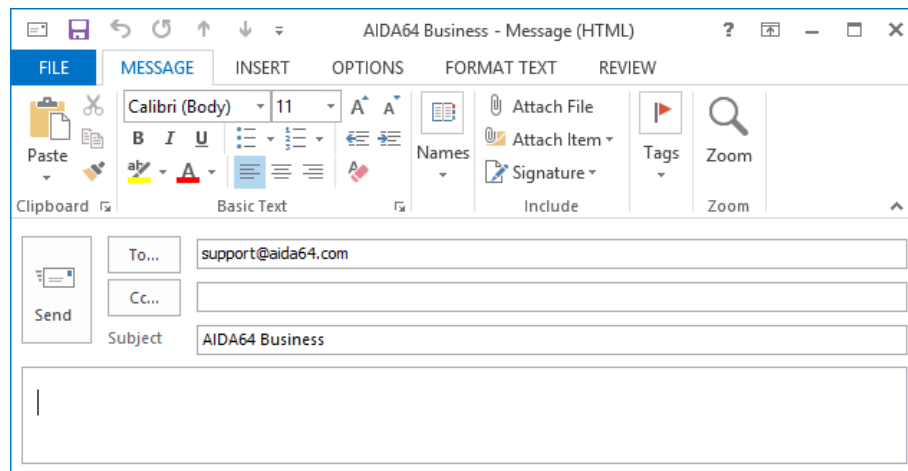 AIDA64 Business - Message (HTML) ?
FILE MESSAGE INSERT OPTIONS FORMAT TEXT REVIEW
Paste
Calibri (Body) 11 A A
B I U
aby A
Names
Attach File
Attach Item
Signature
Tags
Zoom
Clipboard Basic Text Include Zoom
Send
To... support@aida64.com
Cc...
Subject AIDA64 Business